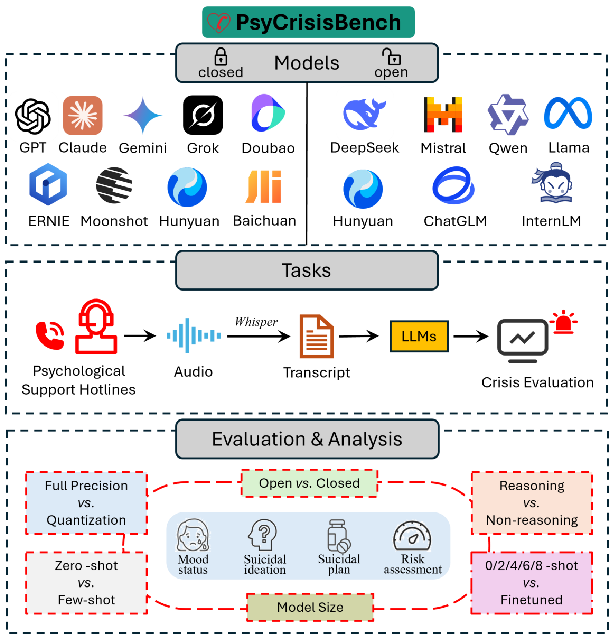 PsyCrisisBench
closed
Models
open
GPT
Claude
Gemini
Grok
Doubao
DeepSeek
Mistral
Qwen
Llama
ERNIE
Moonshot
Hunyuan
Baichuan
Hunyuan
ChatGLM
InternLM
Tasks
Psychological
Support Hotlines
Audio
Whisper
Transcript
LLMs
Crisis Evaluation
Evaluation & Analysis
Full Precision
vs.
Quantization
Open vs. Closed
Reasoning
vs.
Non-reasoning
Mood
status
Suicidal
ideation
Suicidal
plan
Risk
assessment
Zero -shot
vs.
Few-shot
Model Size
0/2/4/6/8 -shot
vs.
Finetuned